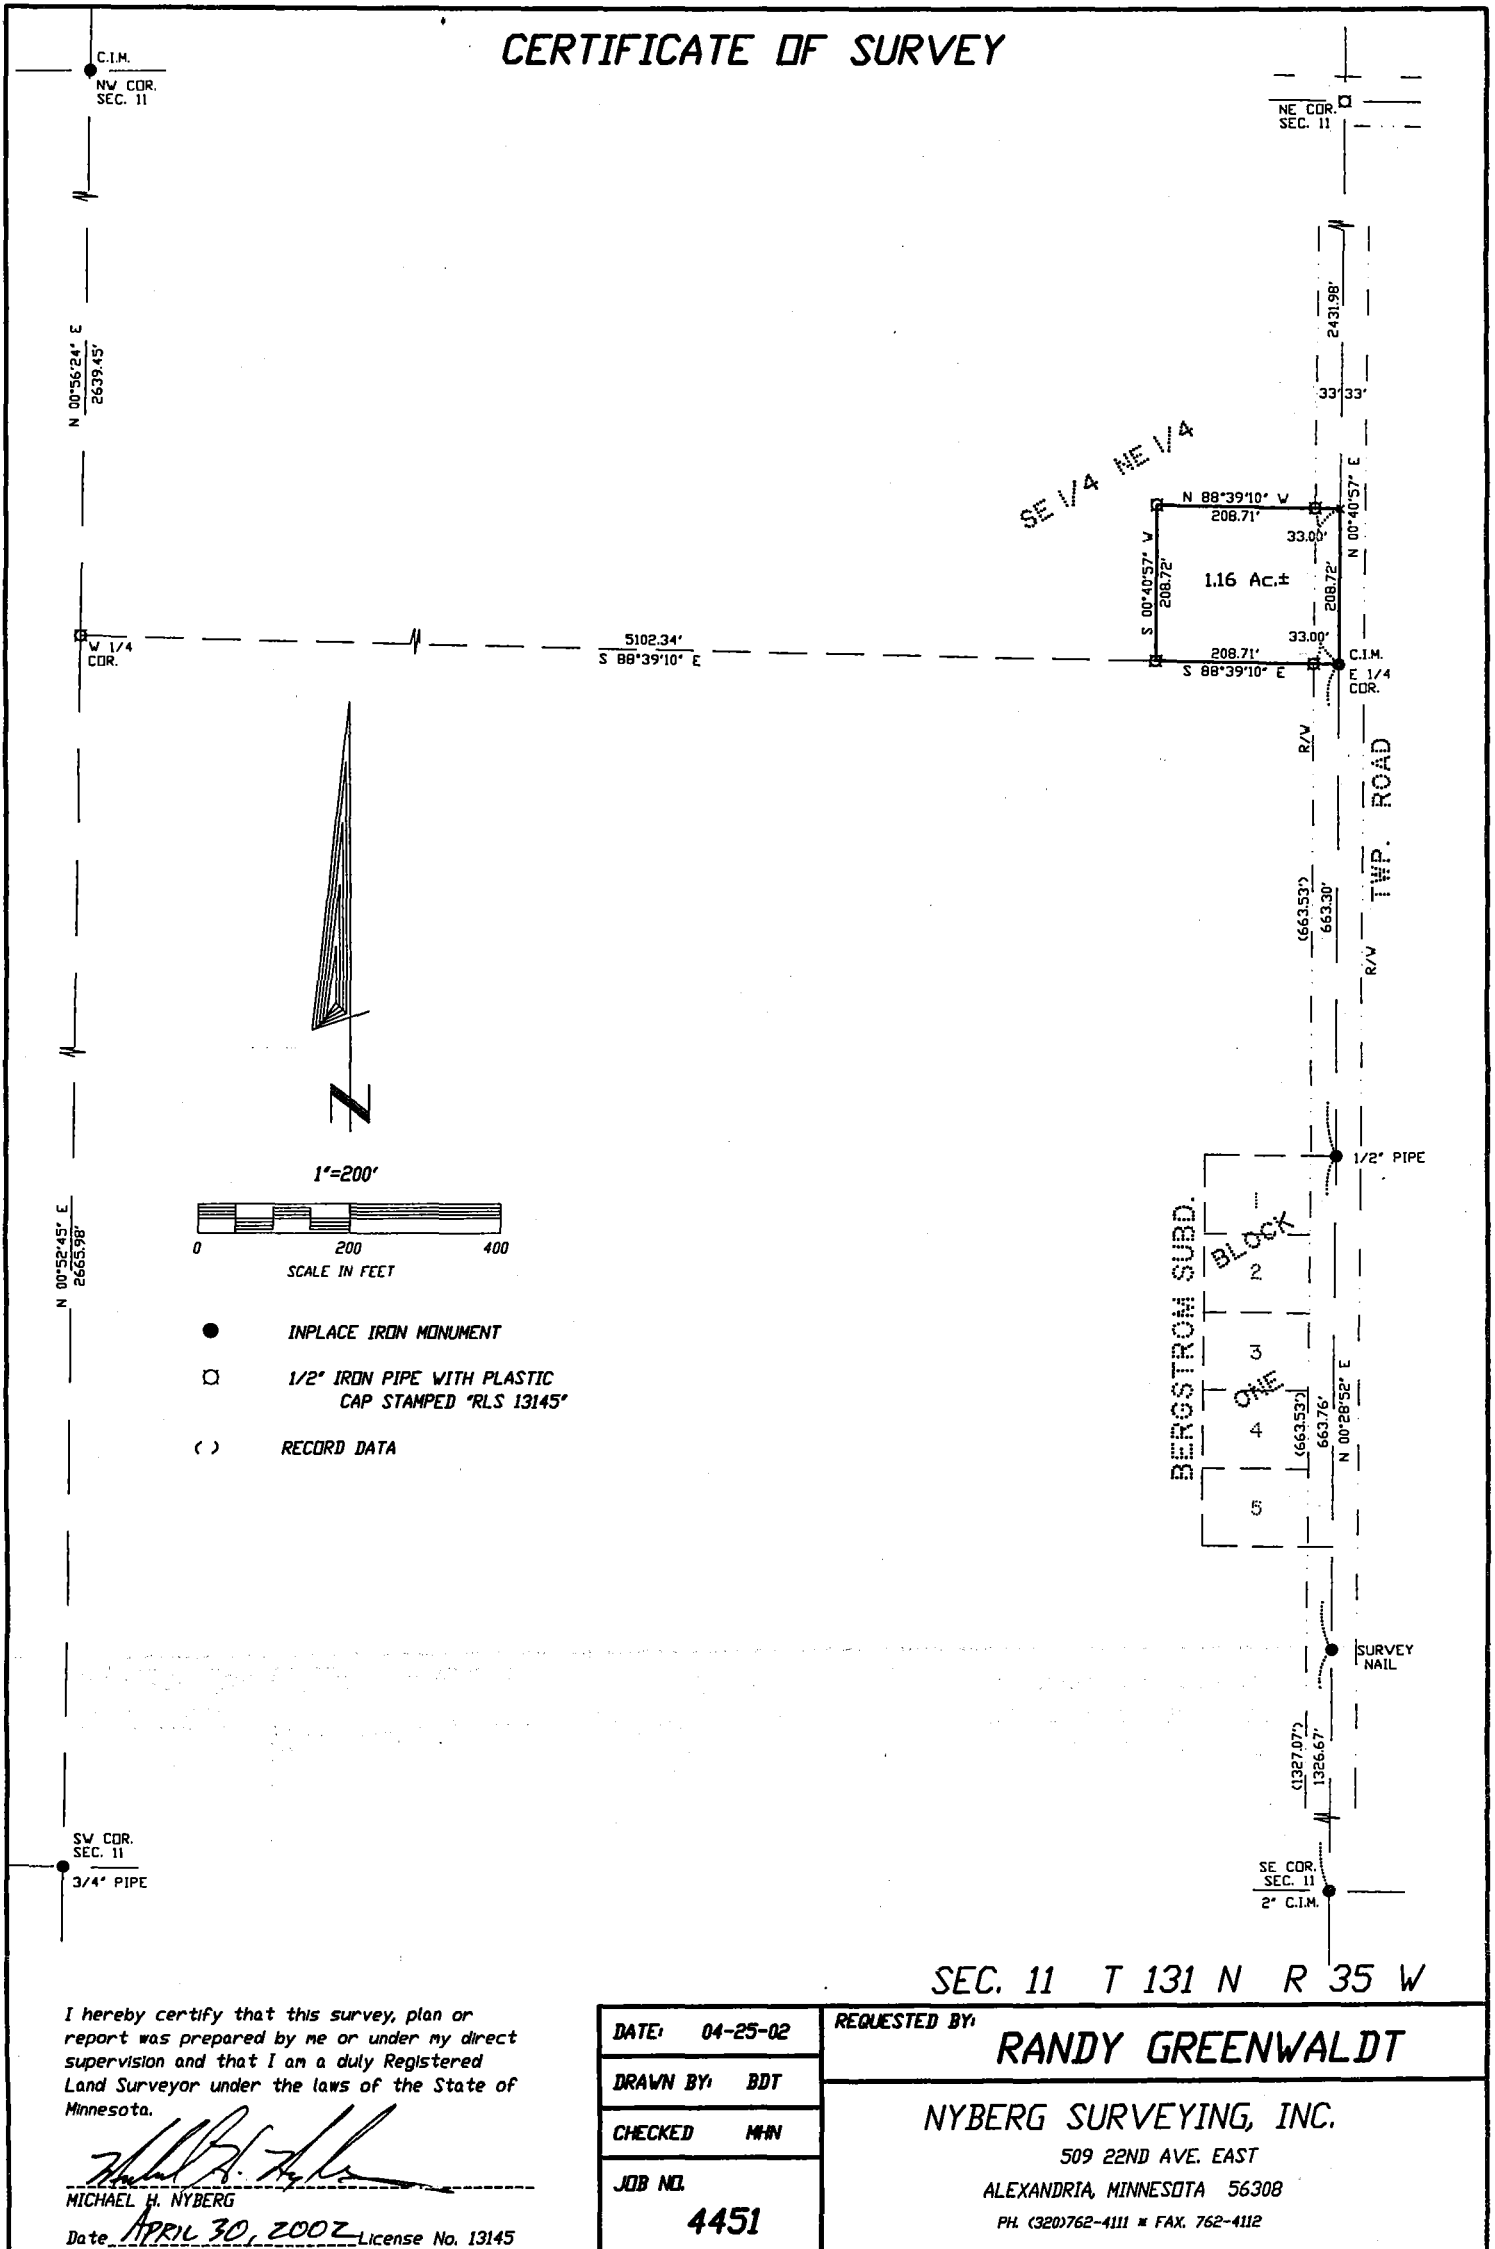 CERTIFICATE OF SURVEY
C.I.M.
NW COR.
SEC. 11
NE COR.
SEC. 11
N 00°56'24" E
2639.45'
2431.98'
33' 33'
N 00°40'57" E
SE 1/4 NE 1/4
N 88°39'10" W
208.71'
33.00'
S 00°40'57" W
208.72'
1.16 Ac.±
208.72'
33.00'
208.71'
S 88°39'10" E
C.I.M.
E 1/4
COR.
W 1/4
COR.
5102.34'
S 88°39'10" E
R/W
TWP. ROAD
(663.53')
663.30'
R/W
1"=200'
0 200 400
SCALE IN FEET
N 00°52'45" E
2665.98'
INPLACE IRON MONUMENT
1/2" IRON PIPE WITH PLASTIC
CAP STAMPED "RLS 13145"
( ) RECORD DATA
1/2" PIPE
BERGSTROM SUBD.
BLOCK
ONE
1
2
3
4
5
(663.53')
663.76'
N 00°28'52" E
SURVEY
NAIL
(1327.07')
1326.67'
SW COR.
SEC. 11
3/4" PIPE
SE COR.
SEC. 11
2" C.I.M.
SEC. 11 T 131 N R 35 W
I hereby certify that this survey, plan or
report was prepared by me or under my direct
supervision and that I am a duly Registered
Land Surveyor under the laws of the State of
Minnesota.
Michael H. Nyberg
MICHAEL H. NYBERG
Date APRIL 30, 2002 License No. 13145
DATE: 04-25-02
DRAWN BY: BDT
CHECKED MHN
JOB NO.
4451
REQUESTED BY:
RANDY GREENWALDT
NYBERG SURVEYING, INC.
509 22ND AVE. EAST
ALEXANDRIA, MINNESOTA 56308
PH. (320)762-4111 * FAX. 762-4112